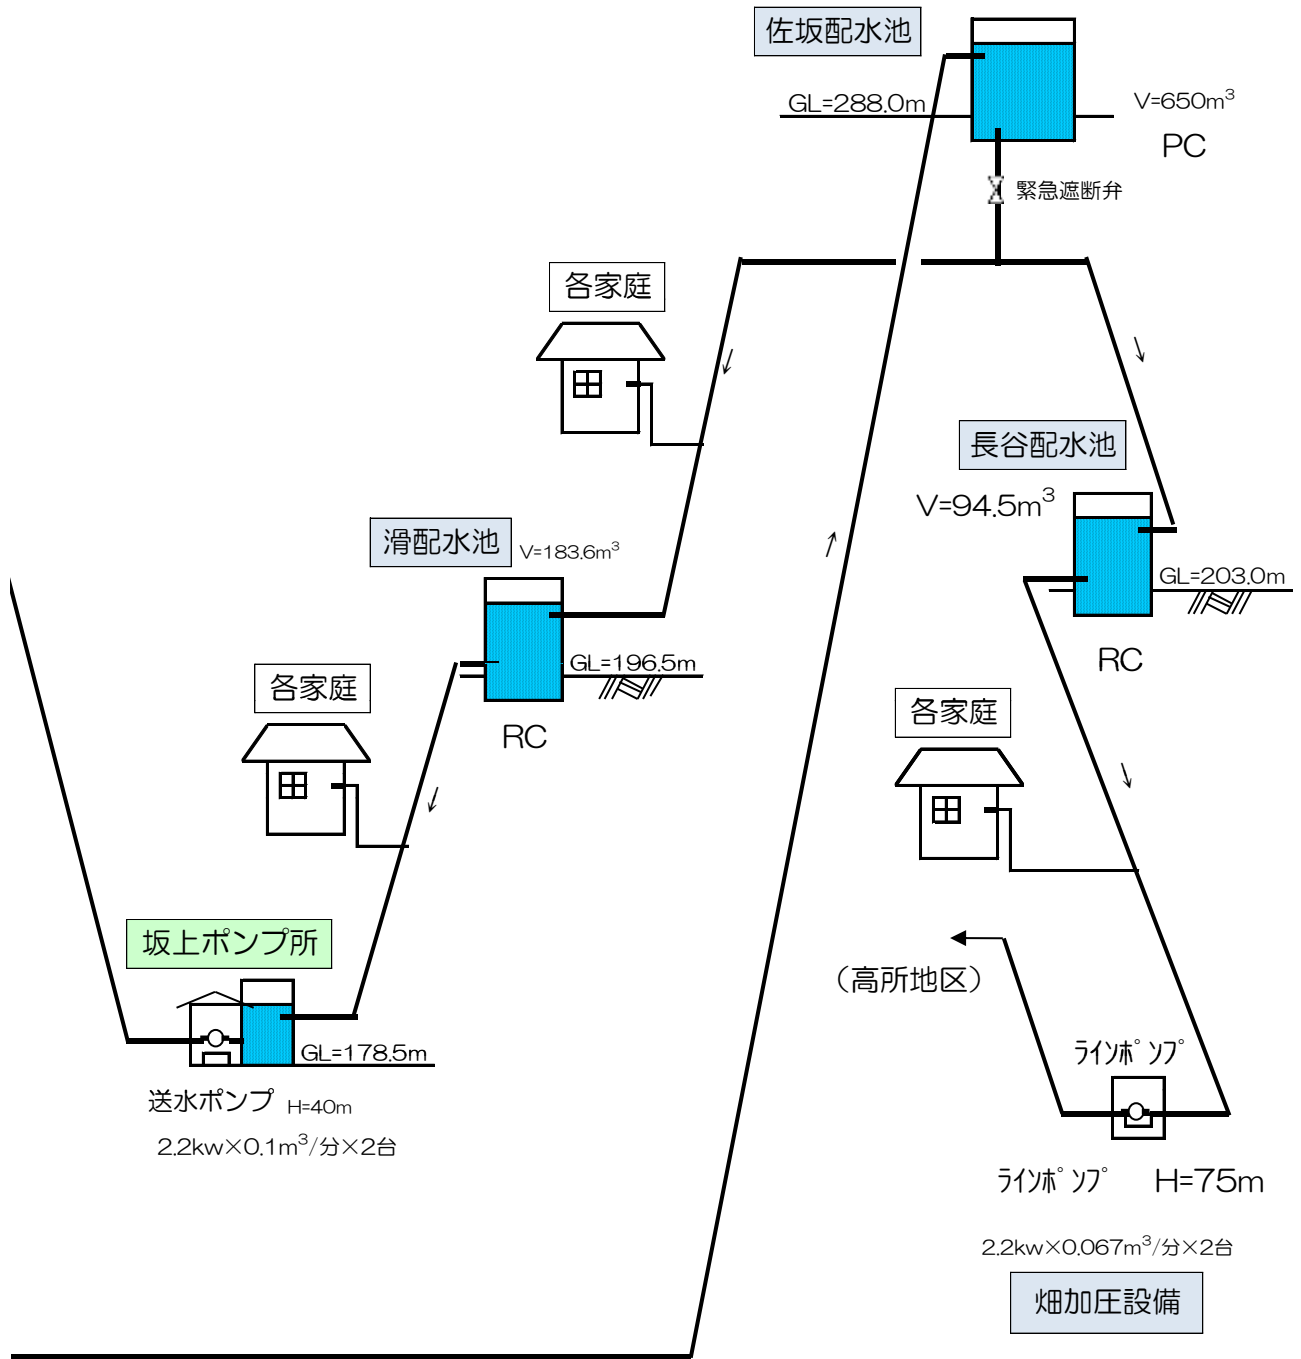 佐坂配水池
GL=288.0m
V=650m³
PC
緊急遮断弁
各家庭
長谷配水池
V=94.5m³
滑配水池
V=183.6m³
GL=203.0m
RC
GL=196.5m
各家庭
RC
各家庭
坂上ポンプ所
(高所地区)
GL=178.5m
ﾗｲﾝﾎﾟﾝﾌﾟ
送水ポンプ H=40m
2.2kw×0.1m³/分×2台
ﾗｲﾝﾎﾟﾝﾌﾟ H=75m
2.2kw×0.067m³/分×2台
畑加圧設備